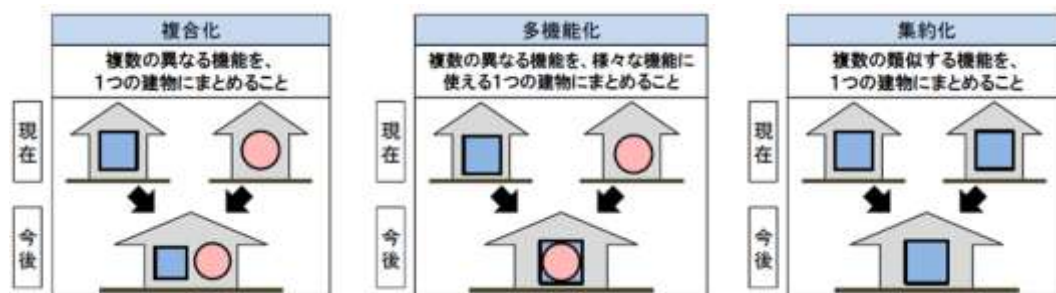 複合化
複数の異なる機能を、
1つの建物にまとめること
現在
今後
多機能化
複数の異なる機能を、様々な機能に
使える1つの建物にまとめること
現在
今後
集約化
複数の類似する機能を、
1つの建物にまとめること
現在
今後